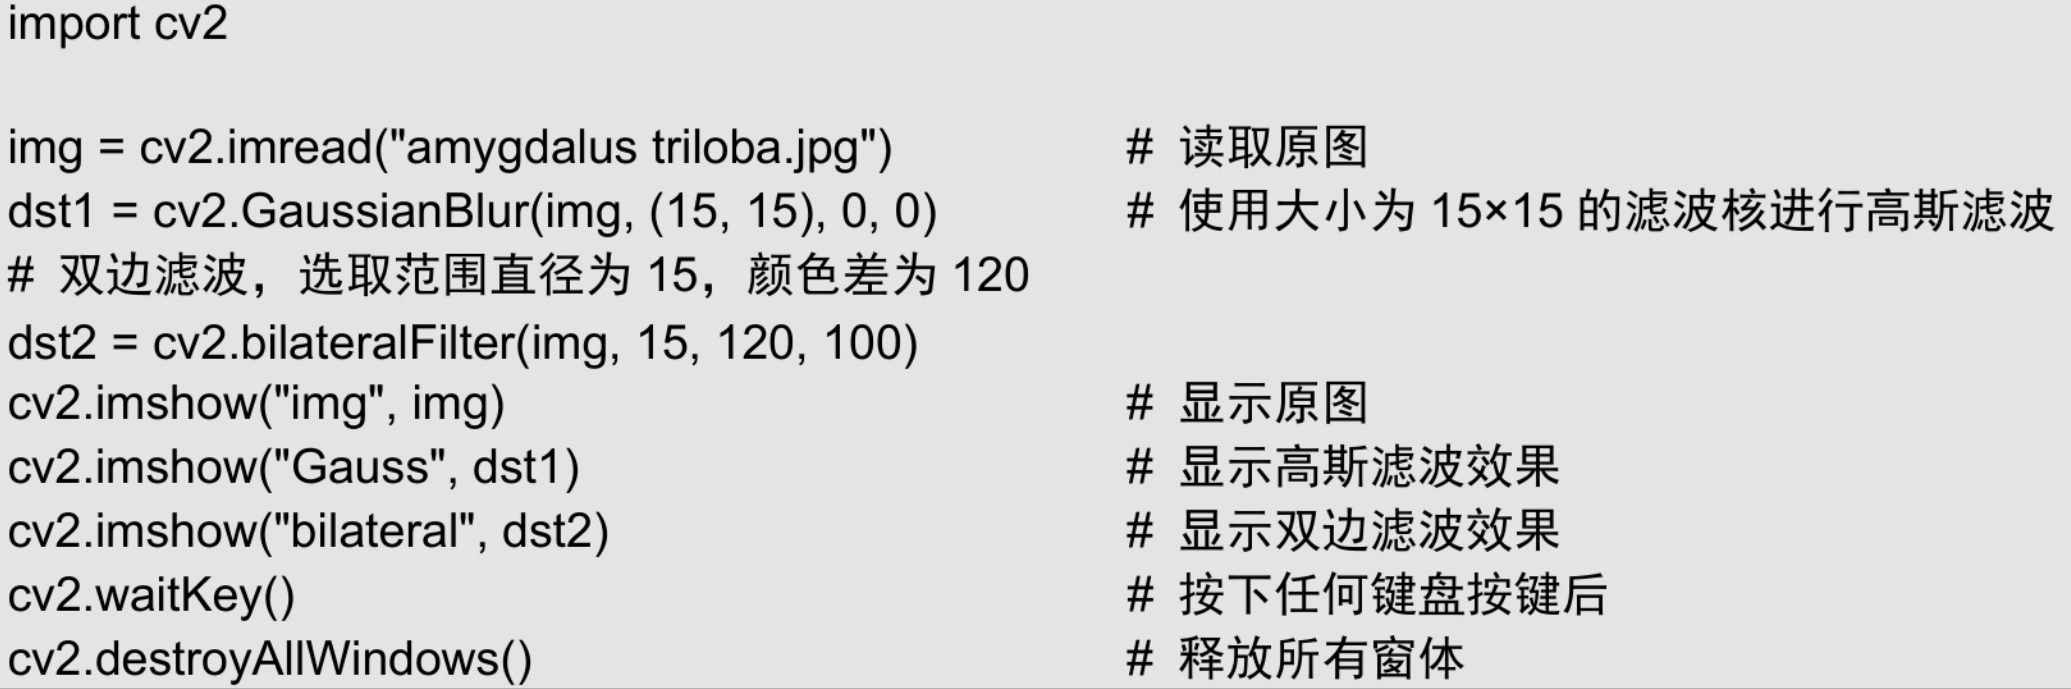 import cv2
img = cv2.imread("amygdalus triloba.jpg") # 读取原图
dst1 = cv2.GaussianBlur(img, (15, 15), 0, 0) # 使用大小为 15×15 的滤波核进行高斯滤波
# 双边滤波，选取范围直径为 15，颜色差为 120
dst2 = cv2.bilateralFilter(img, 15, 120, 100)
cv2.imshow("img", img) # 显示原图
cv2.imshow("Gauss", dst1) # 显示高斯滤波效果
cv2.imshow("bilateral", dst2) # 显示双边滤波效果
cv2.waitKey() # 按下任何键盘按键后
cv2.destroyAllWindows() # 释放所有窗体